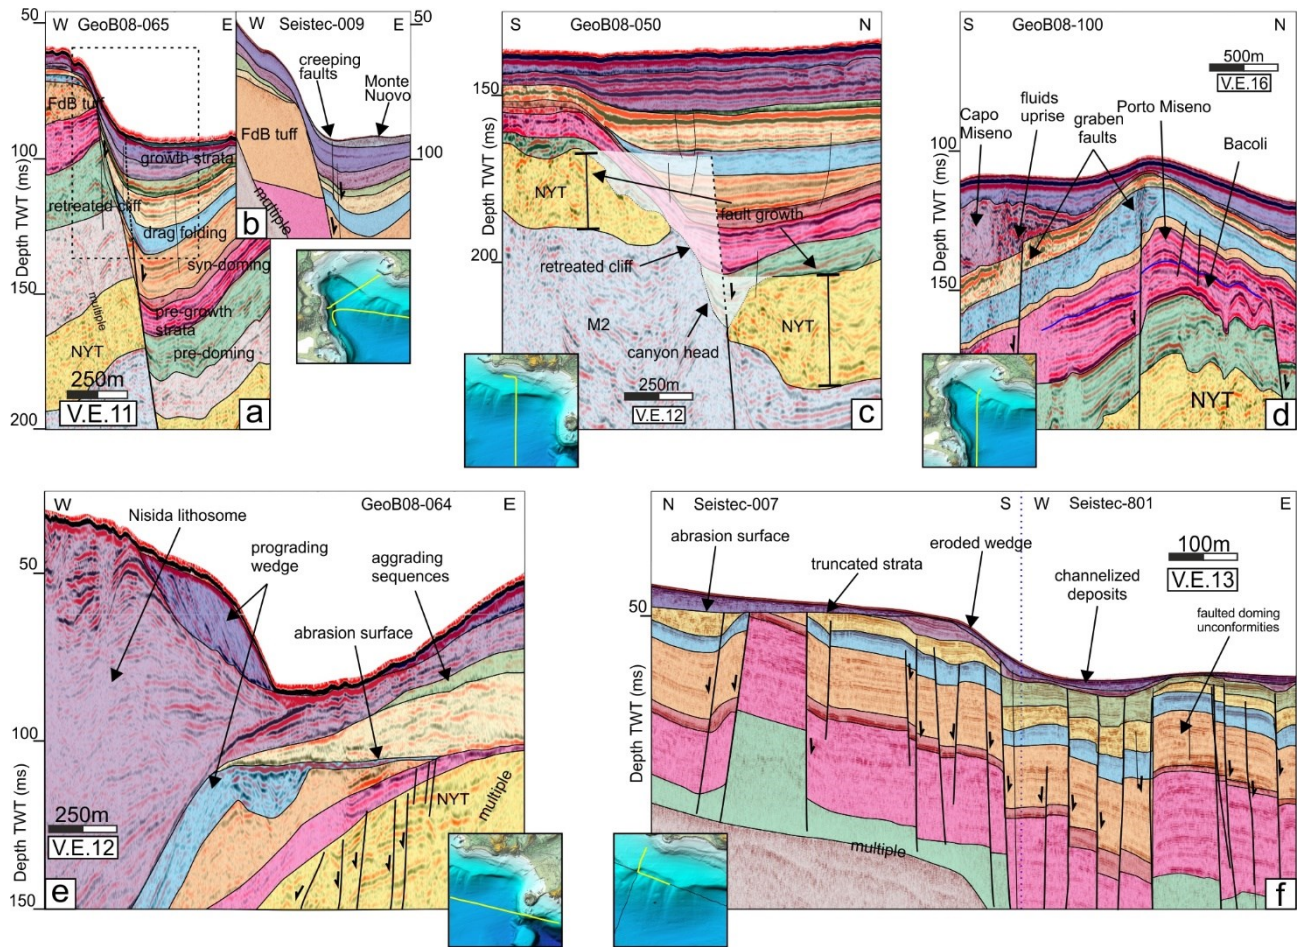 W GeoB08-065 E
50
100
150
200
Depth TWT (ms)
FdB tuff
growth strata
retreated cliff
drag folding
syn-doming
multiple
pre-growth
strata
pre-doming
NYT
250m
V.E.11
a
W Seistec-009 E
50
100
creeping
faults
Monte
Nuovo
FdB tuff
multiple
b
S GeoB08-050 N
150
200
Depth TWT (ms)
NYT
fault growth
retreated cliff
M2
canyon head
NYT
250m
V.E.12
c
S GeoB08-100 N
500m
V.E.16
100
150
Depth TWT (ms)
Capo
Miseno
fluids
uprise
graben
faults
Porto Miseno
Bacoli
NYT
d
W GeoB08-064 E
50
100
150
Depth TWT (ms)
Nisida lithosome
prograding
wedge
aggrading
sequences
abrasion surface
NYT
multiple
250m
V.E.12
e
N Seistec-007 S W Seistec-801 E
50
Depth TWT (ms)
abrasion surface
truncated strata
eroded wedge
channelized
deposits
100m
V.E.13
faulted doming
unconformities
multiple
f